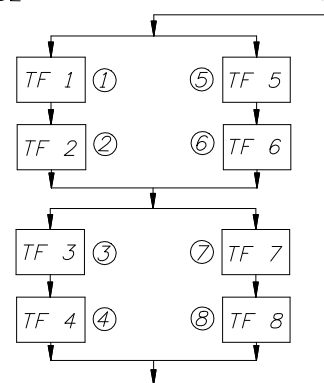 TF 1 ① ⑤ TF 5
TF 2 ② ⑥ TF 6
TF 3 ③ ⑦ TF 7
TF 4 ④ ⑧ TF 8